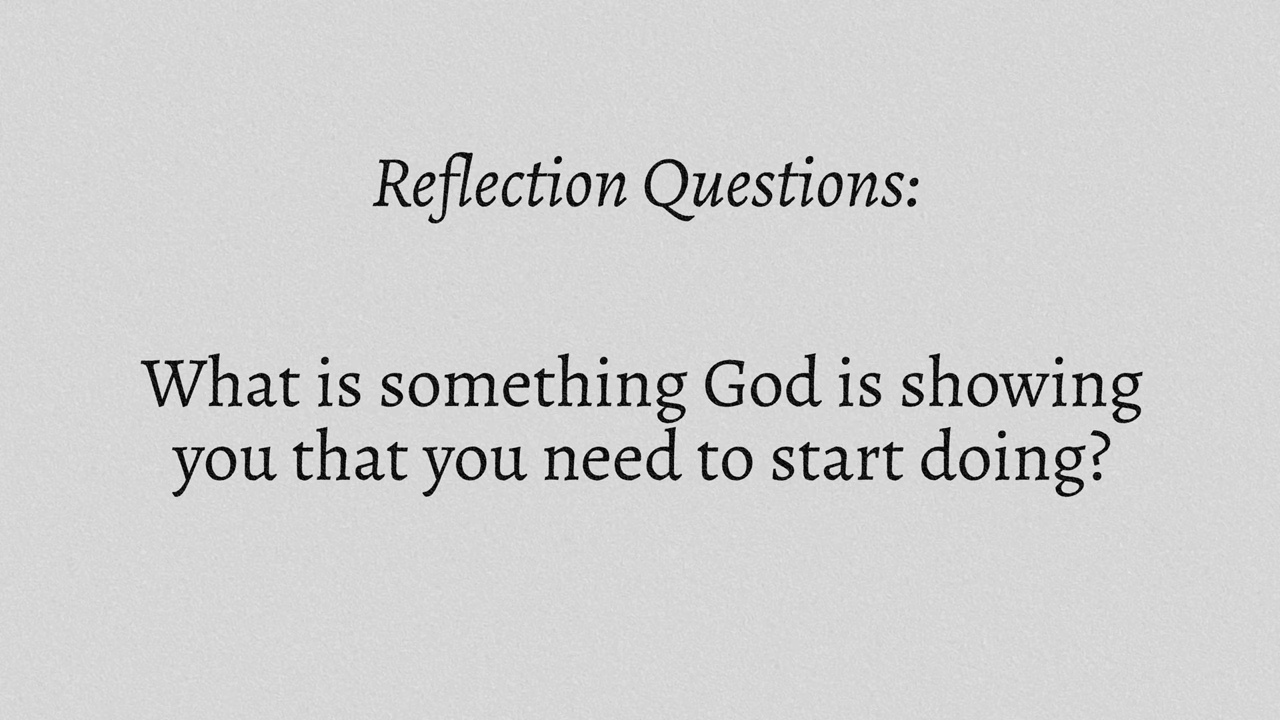 Reflection Questions:
What is something God is showing
you that you need to start doing?